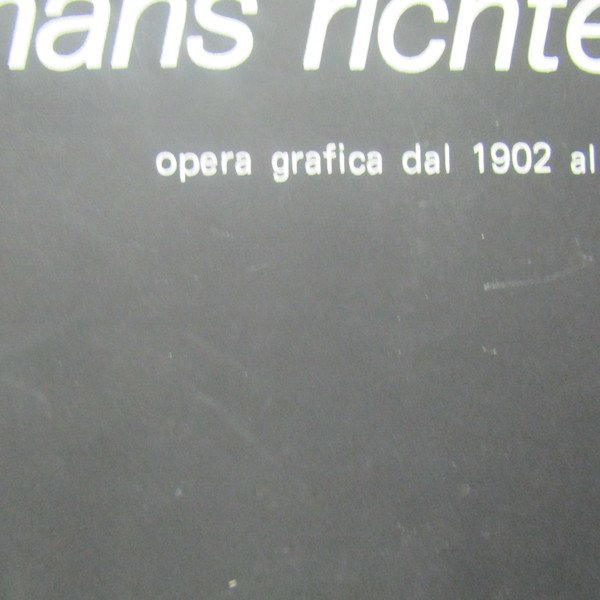 hans richte
opera grafica dal 1902 al